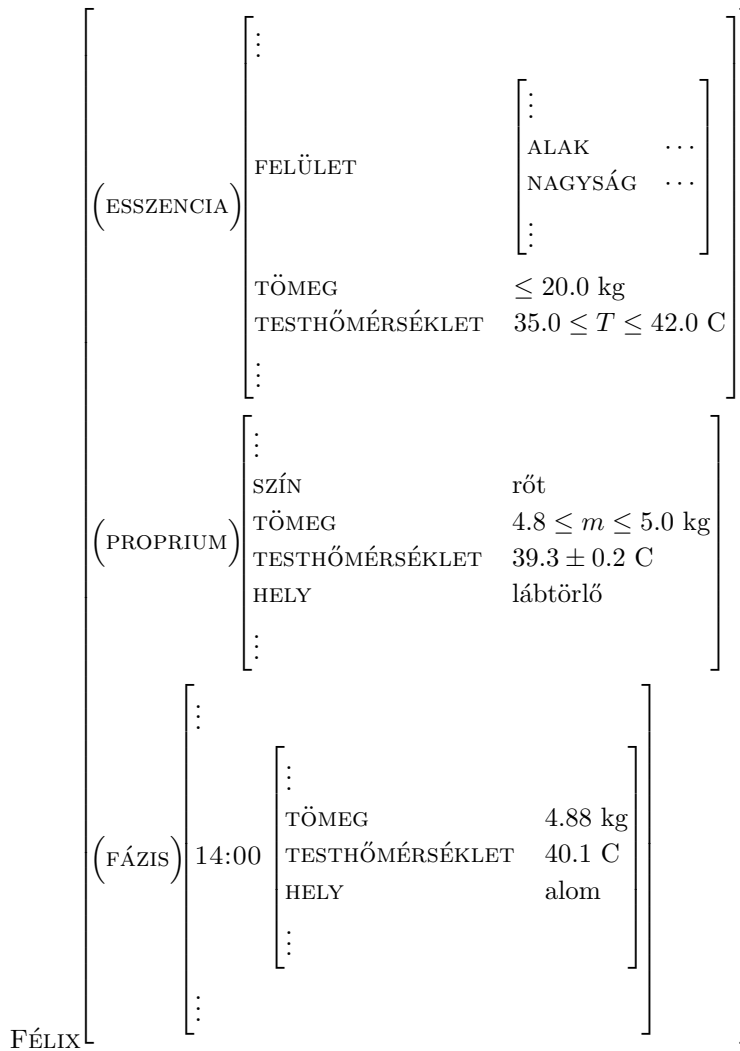 ⋮
⋮
ALAK ⋯
FELÜLET
NAGYSÁG ⋯
(ESSZENCIA)
⋮
TÖMEG ≤ 20.0 kg
TESTHŐMÉRSÉKLET 35.0 ≤ T ≤ 42.0 C
⋮
⋮
SZÍN rőt
TÖMEG 4.8 ≤ m ≤ 5.0 kg
(PROPRIUM)
TESTHŐMÉRSÉKLET 39.3 ± 0.2 C
HELY lábtörlő
⋮
⋮
⋮
TÖMEG 4.88 kg
(FÁZIS) 14:00 TESTHŐMÉRSÉKLET 40.1 C
HELY alom
⋮
⋮
FÉLIX